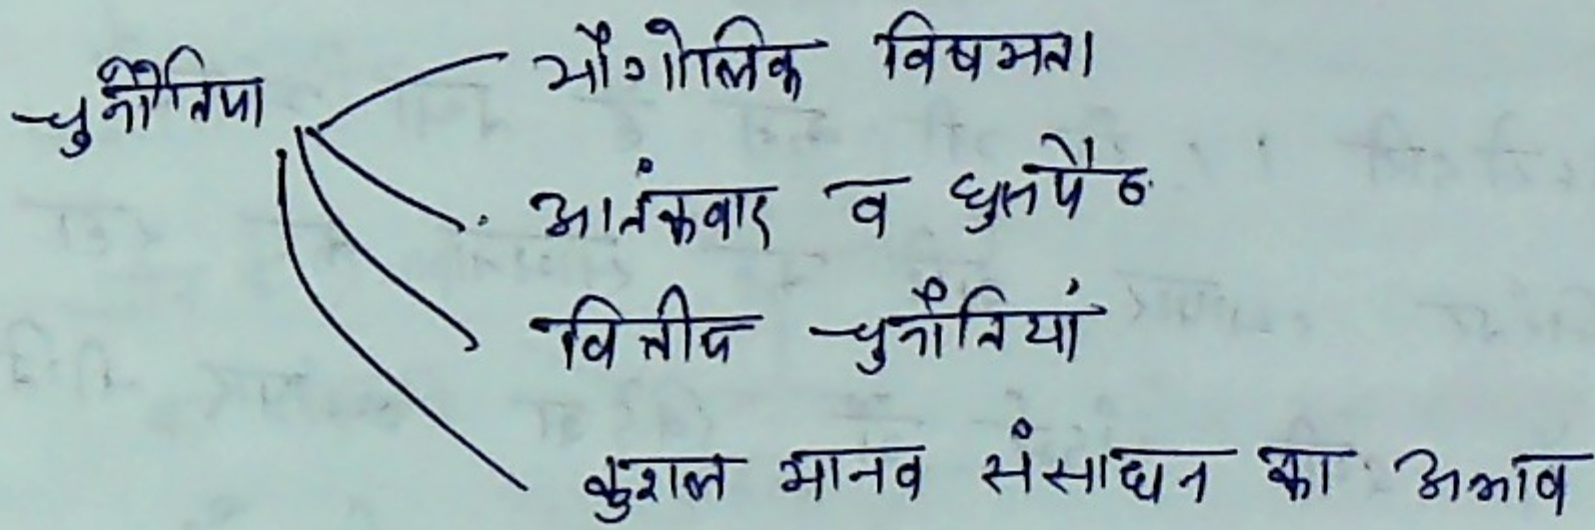 चुनौतिया
भौगोलिक विषमता
आतंकवाद व घुसपैठ
वित्तीय चुनौतियां
कुशल मानव संसाधन का अभाव